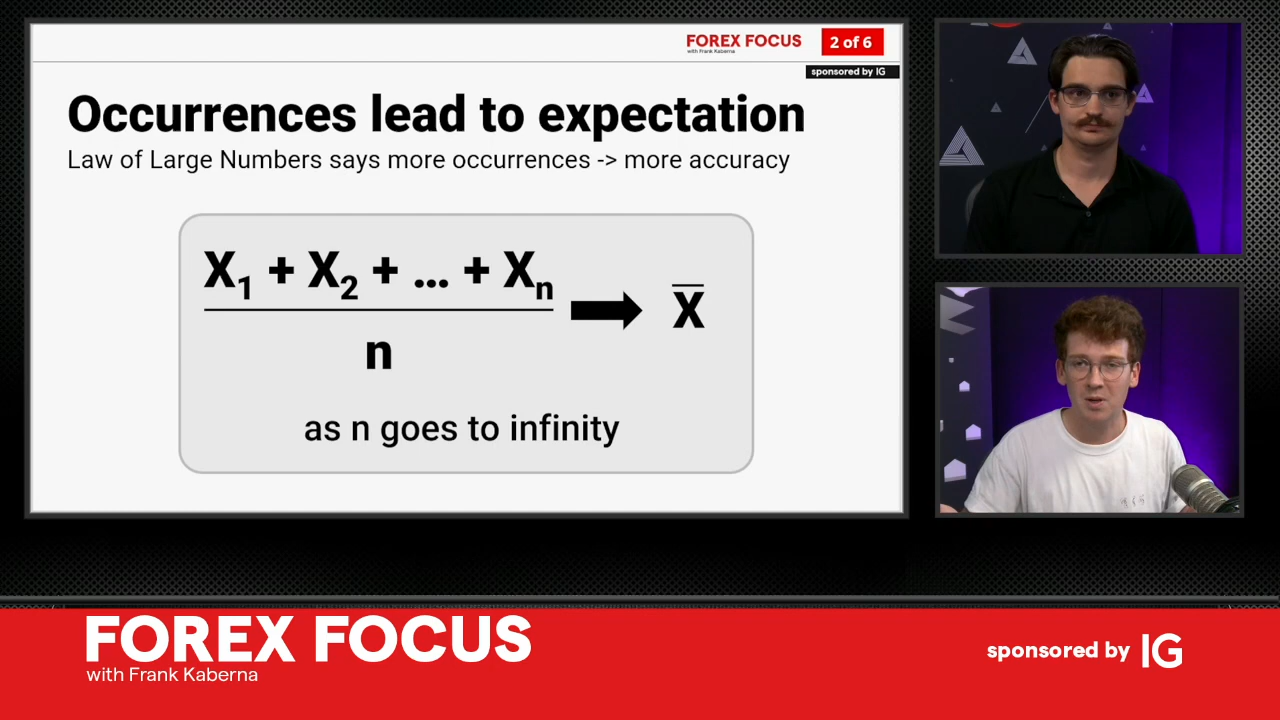 FOREX FOCUS
with Frank Kaberna
2 of 6
sponsored by IG
Occurrences lead to expectation
Law of Large Numbers says more occurrences -> more accuracy
X₁ + X₂ + ... + Xₙ
n
X̅
as n goes to infinity
FOREX FOCUS
with Frank Kaberna
sponsored by IG